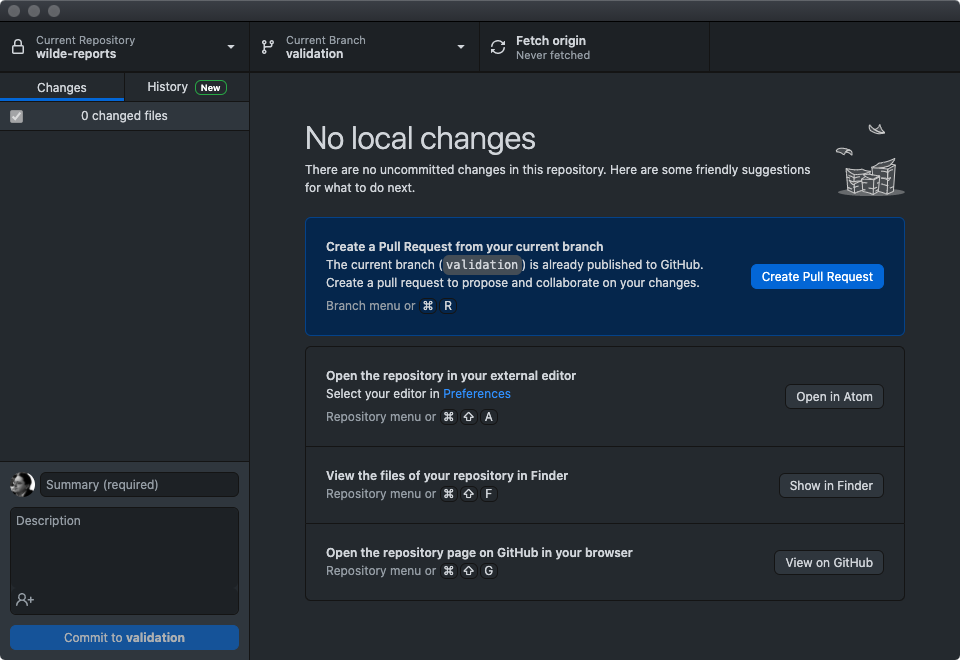 Current Repository
wilde-reports
Current Branch
validation
Fetch origin
Never fetched
Changes
History New
0 changed files
No local changes
There are no uncommitted changes in this repository. Here are some friendly suggestions
for what to do next.
Create a Pull Request from your current branch
The current branch (validation) is already published to GitHub.
Create a pull request to propose and collaborate on your changes.
Branch menu or ⌘ R
Create Pull Request
Open the repository in your external editor
Select your editor in Preferences
Repository menu or ⌘ ⇧ A
Open in Atom
View the files of your repository in Finder
Repository menu or ⌘ ⇧ F
Show in Finder
Open the repository page on GitHub in your browser
Repository menu or ⌘ ⇧ G
View on GitHub
Summary (required)
Description
Commit to validation